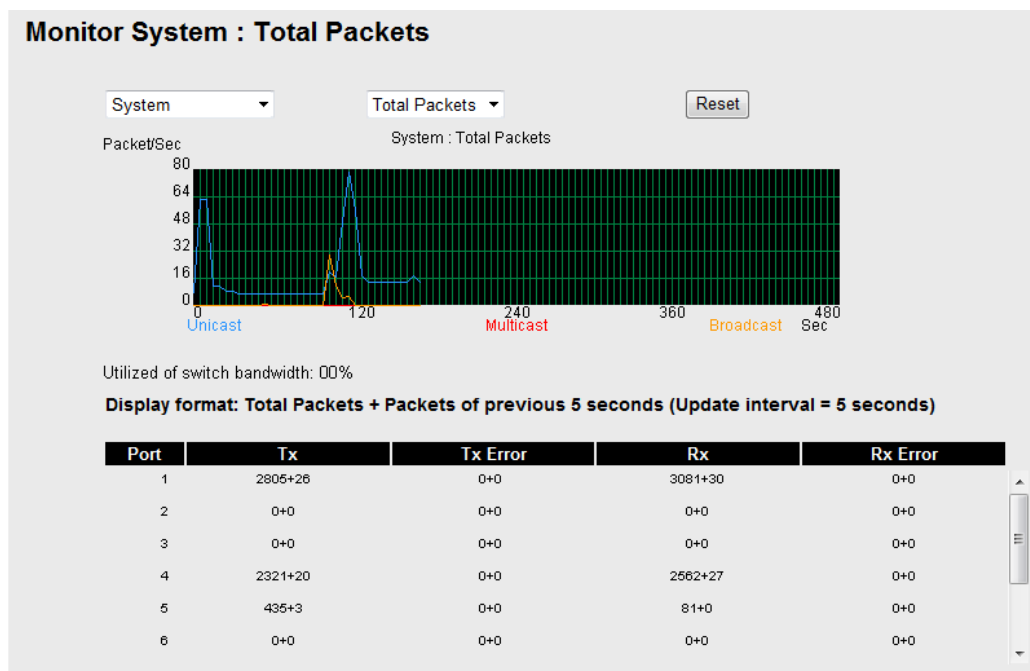 Monitor System : Total Packets
System Total Packets Reset
Packet/Sec System : Total Packets
80
64
48
32
16
0
0 120 240 360 480
Unicast Multicast Broadcast Sec
Utilized of switch bandwidth: 00%
Display format: Total Packets + Packets of previous 5 seconds (Update interval = 5 seconds)
Port Tx Tx Error Rx Rx Error
1 2805+26 0+0 3081+30 0+0
2 0+0 0+0 0+0 0+0
3 0+0 0+0 0+0 0+0
4 2321+20 0+0 2562+27 0+0
5 435+3 0+0 81+0 0+0
6 0+0 0+0 0+0 0+0